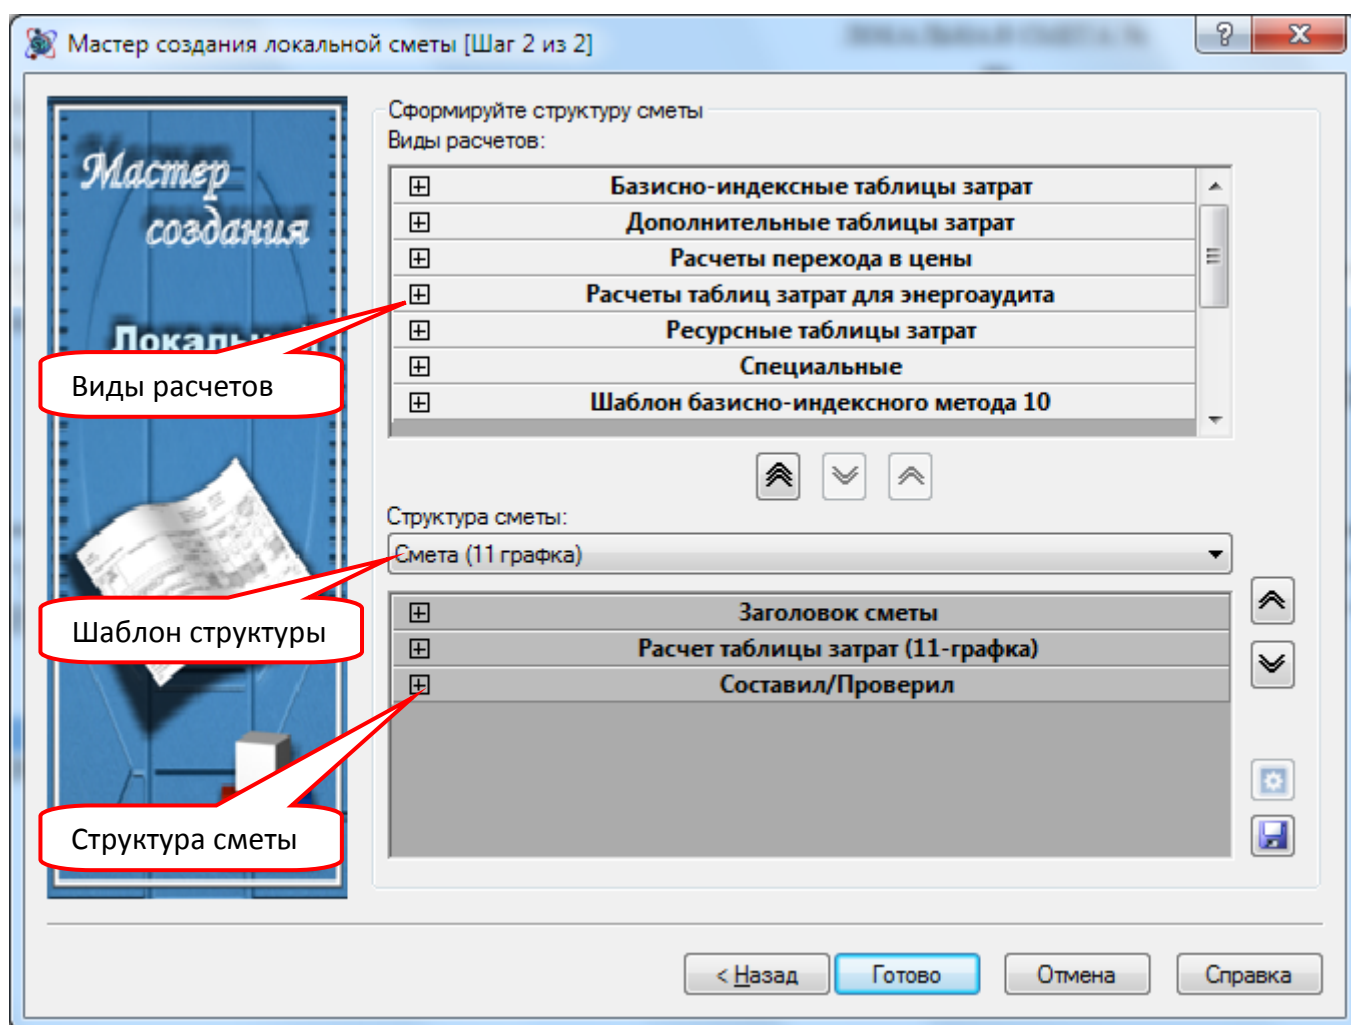 Мастер создания локальной сметы [Шаг 2 из 2]
Мастер
создания
Сформируйте структуру сметы
Виды расчетов:
Базисно-индексные таблицы затрат
Дополнительные таблицы затрат
Расчеты перехода в цены
Расчеты таблиц затрат для энергоаудита
Ресурсные таблицы затрат
Специальные
Шаблон базисно-индексного метода 10
Виды расчетов
Структура сметы:
Смета (11 графка)
Шаблон структуры
Заголовок сметы
Расчет таблицы затрат (11-графка)
Составил/Проверил
Структура сметы
< Назад
Готово
Отмена
Справка